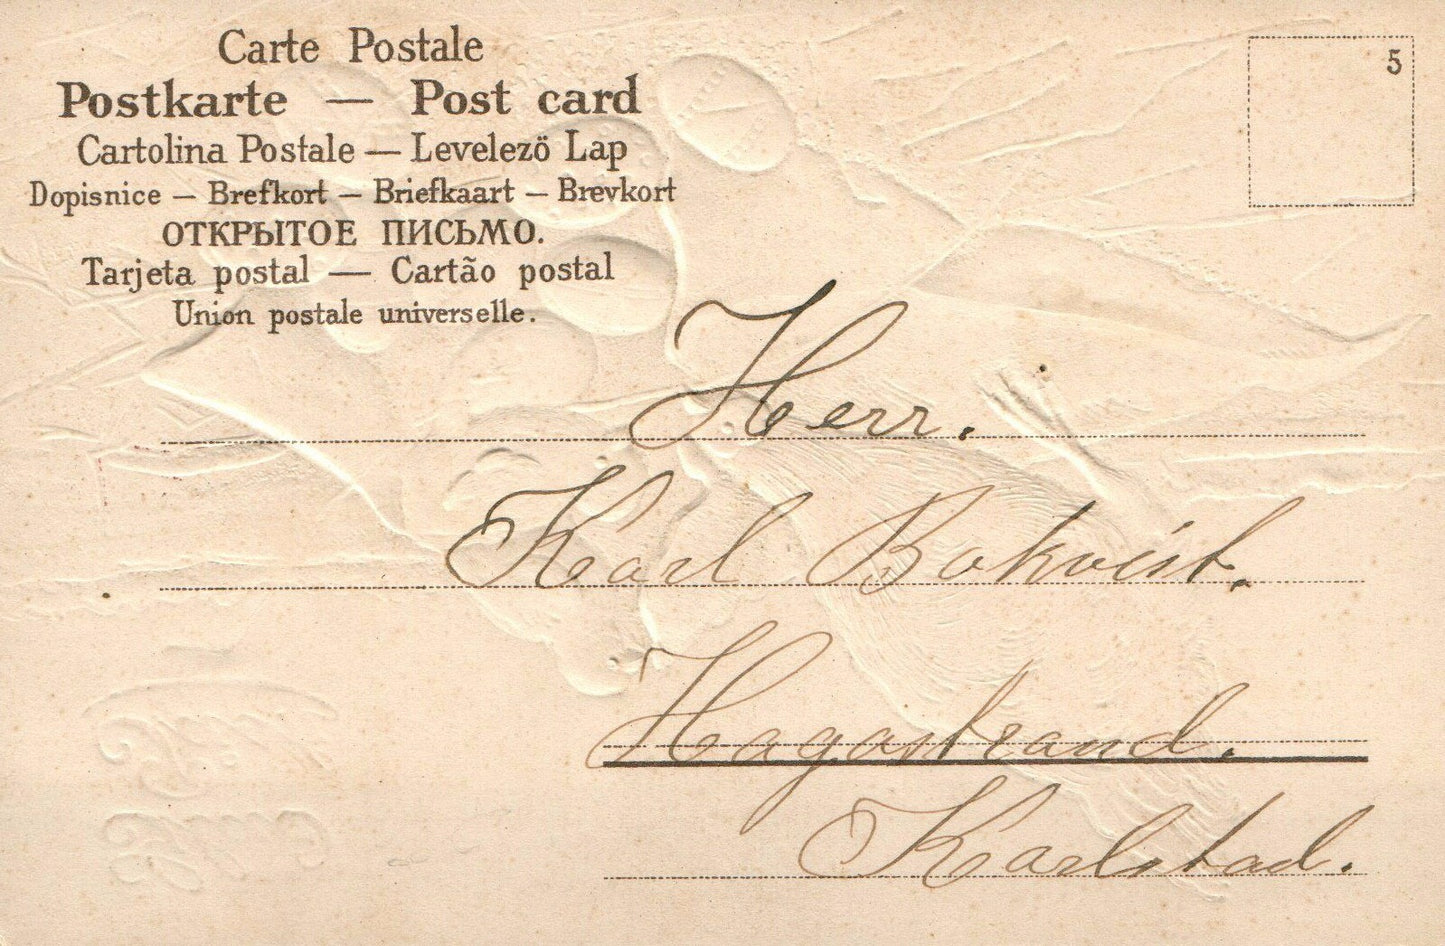 Carte Postale
Postkarte — Post card
Cartolina Postale — Levelezö Lap
Dopisnice — Brefkort — Briefkaart — Brevkort
ОТКРЫТОЕ ПИСЬМО.
Tarjeta postal — Cartão postal
Union postale universelle.
5
Herr.
Karl Bokvist.
Hagastrand.
Karlstad.